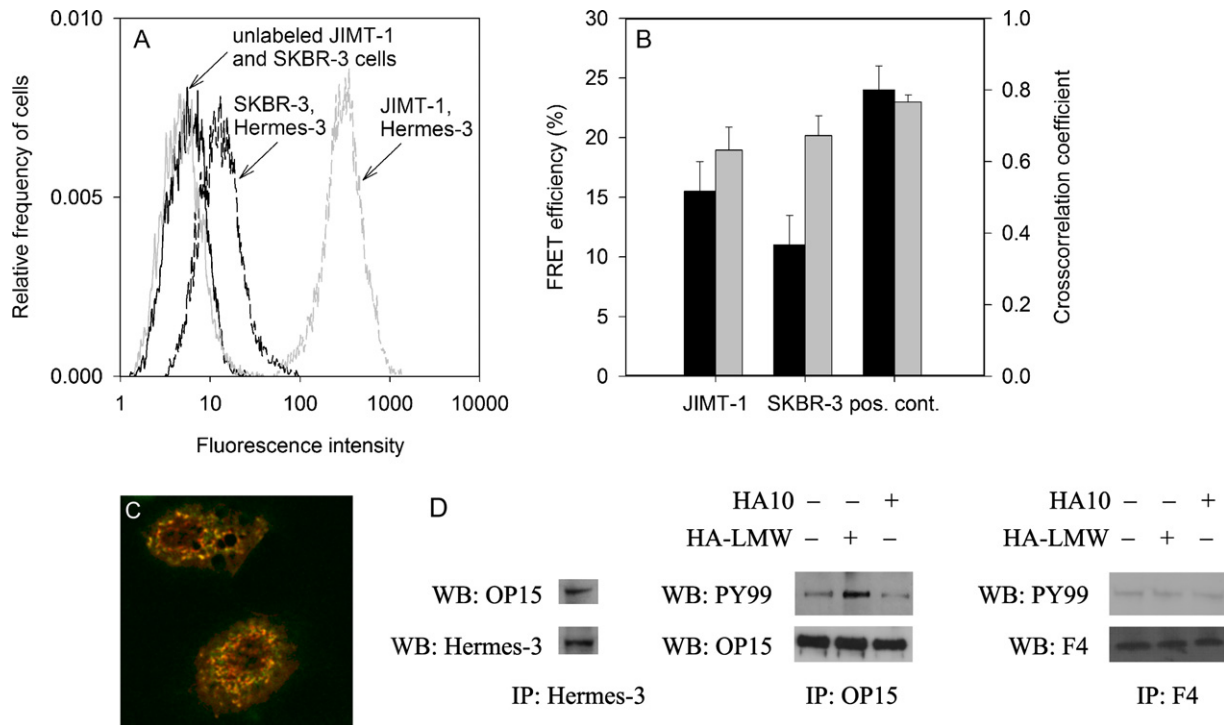 A
unlabeled JIMT-1
and SKBR-3 cells
SKBR-3,
Hermes-3
JIMT-1,
Hermes-3
Relative frequency of cells
0.010
0.005
0.000
1 10 100 1000 10000
Fluorescence intensity
B
FRET efficiency (%)
30
25
20
15
10
5
0
Crosscorrelation coefficient
1.0
0.8
0.6
0.4
0.2
0.0
JIMT-1 SKBR-3 pos. cont.
C
D
WB: OP15
WB: Hermes-3
IP: Hermes-3
HA10 – – +
HA-LMW – + –
WB: PY99
WB: OP15
IP: OP15
HA10 – – +
HA-LMW – + –
WB: PY99
WB: F4
IP: F4